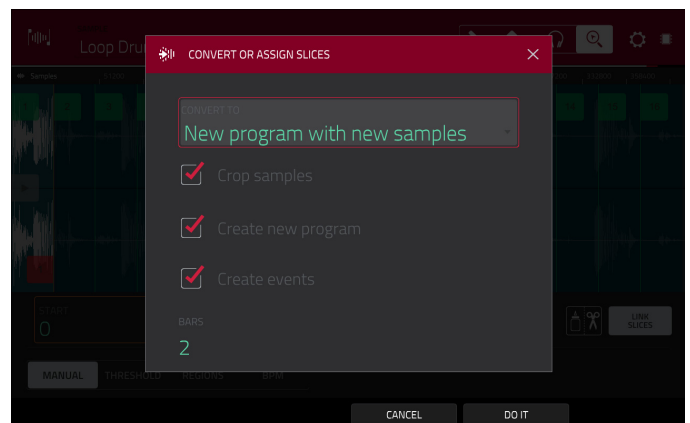 Loop Dru
CONVERT OR ASSIGN SLICES
Samples
CONVERT TO
New program with new samples
Crop samples
Create new program
Create events
START
0
BARS
2
LINK
SLICES
MANUAL THRESHOLD REGIONS BPM
CANCEL DO IT